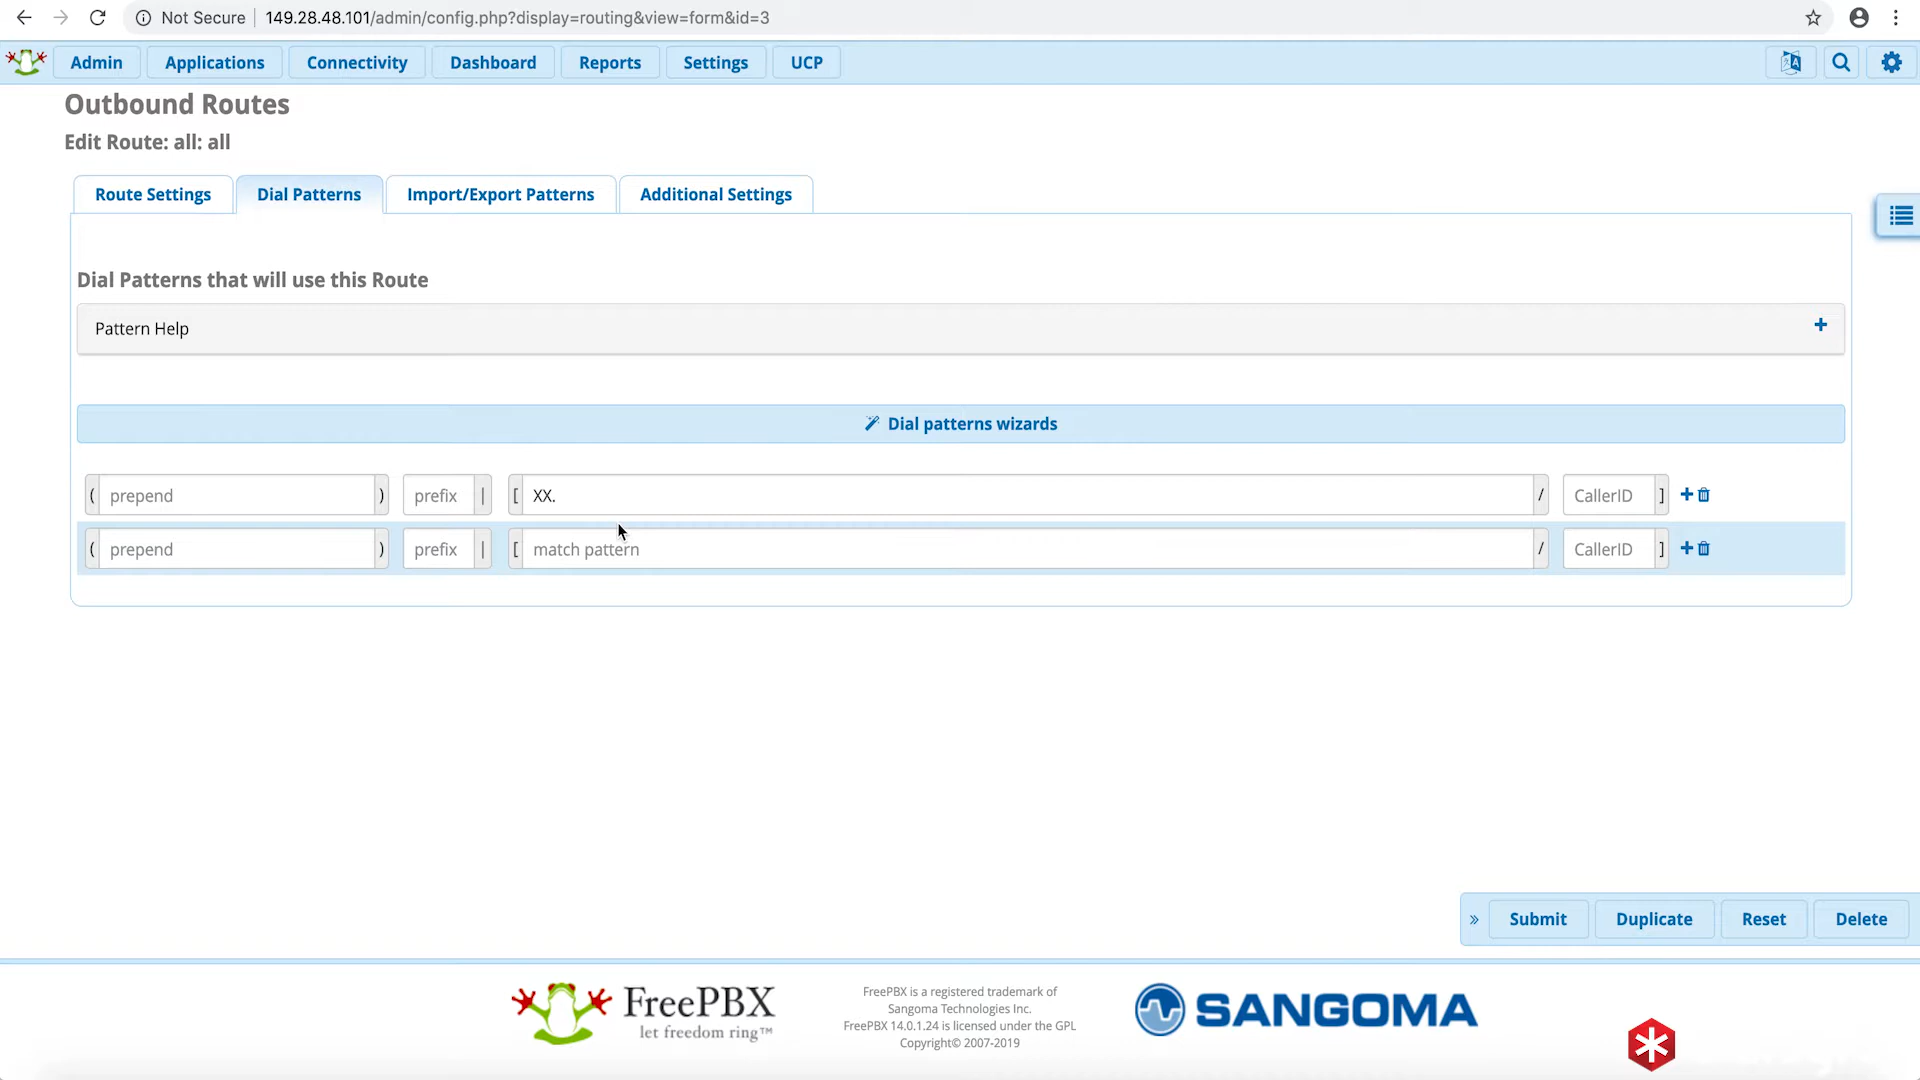 Not Secure 149.28.48.101/admin/config.php?display=routing&view=form&id=3
Admin Applications Connectivity Dashboard Reports Settings UCP
Outbound Routes
Edit Route: all: all
Route Settings Dial Patterns Import/Export Patterns Additional Settings
Dial Patterns that will use this Route
Pattern Help +
Dial patterns wizards
( prepend ) prefix | [ XX. / CallerID ] +
( prepend ) prefix | [ match pattern / CallerID ] +
» Submit Duplicate Reset Delete
FreePBX
let freedom ring™
FreePBX is a registered trademark of
Sangoma Technologies Inc.
FreePBX 14.0.1.24 is licensed under the GPL
Copyright© 2007-2019
SANGOMA